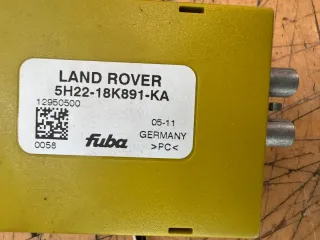 LAND ROVER
5H22-18K891-KA
12950500
05-11
GERMANY
0058
fuba
>PC<